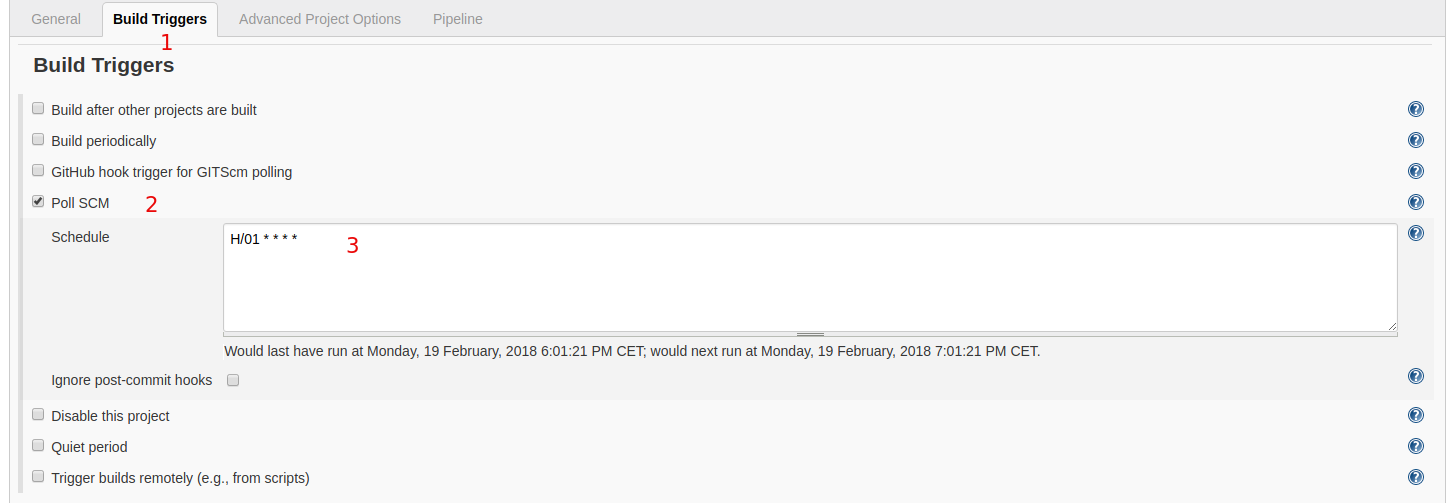 General Build Triggers Advanced Project Options Pipeline
1
Build Triggers
Build after other projects are built ?
Build periodically ?
GitHub hook trigger for GITScm polling ?
Poll SCM 2 ?
Schedule H/01 * * * * 3 ?
Would last have run at Monday, 19 February, 2018 6:01:21 PM CET; would next run at Monday, 19 February, 2018 7:01:21 PM CET.
Ignore post-commit hooks ?
Disable this project ?
Quiet period ?
Trigger builds remotely (e.g., from scripts) ?